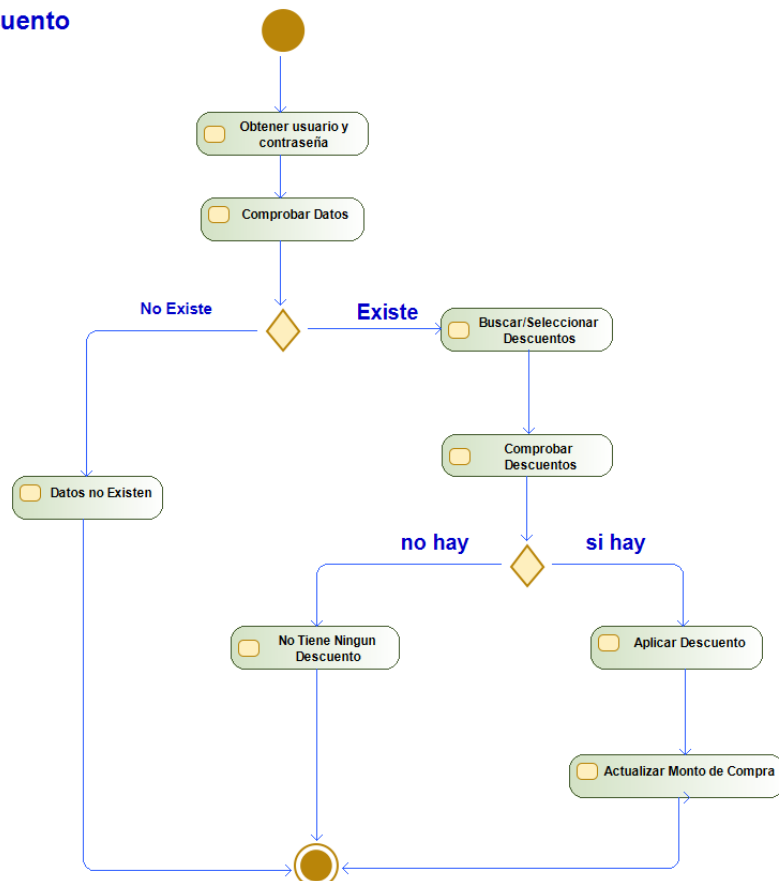 uento
Obtener usuario y
contraseña
Comprobar Datos
No Existe
Existe
Buscar/Seleccionar
Descuentos
Comprobar
Descuentos
Datos no Existen
no hay
si hay
No Tiene Ningun
Descuento
Aplicar Descuento
Actualizar Monto de Compra